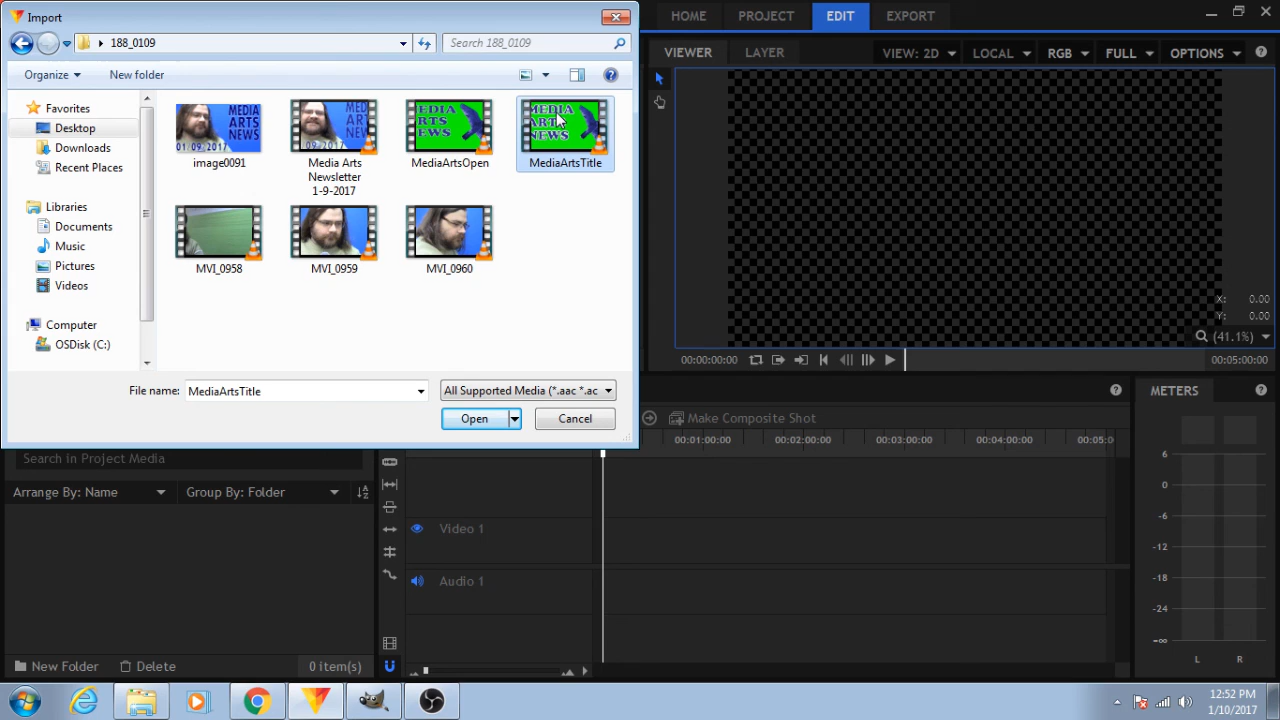 Import
188_0109
Search 188_0109
Organize
New folder
Favorites
Desktop
Downloads
Recent Places
Libraries
Documents
Music
Pictures
Videos
Computer
OSDisk (C:)
MEDIA
ARTS
NEWS
01 09 2017
image0091
Media Arts
Newsletter
1-9-2017
EDIA
RTS
EWS
MediaArtsOpen
MEDIA
ARTS
NEWS
MediaArtsTitle
MVI_0958
MVI_0959
MVI_0960
File name:
MediaArtsTitle
All Supported Media (*.aac *.ac
Open
Cancel
HOME
PROJECT
EDIT
EXPORT
VIEWER
LAYER
VIEW: 2D
LOCAL
RGB
FULL
OPTIONS
X: 0.00
Y: 0.00
(41.1%)
00:00:00:00
00:05:00:00
Make Composite Shot
METERS
00:01:00:00
00:02:00:00
00:03:00:00
00:04:00:00
00:05:0
Search in Project Media
Arrange By: Name
Group By: Folder
Video 1
Audio 1
6
0
-6
-12
-18
-24
-∞
L
R
New Folder
Delete
0 item(s)
12:52 PM
1/10/2017